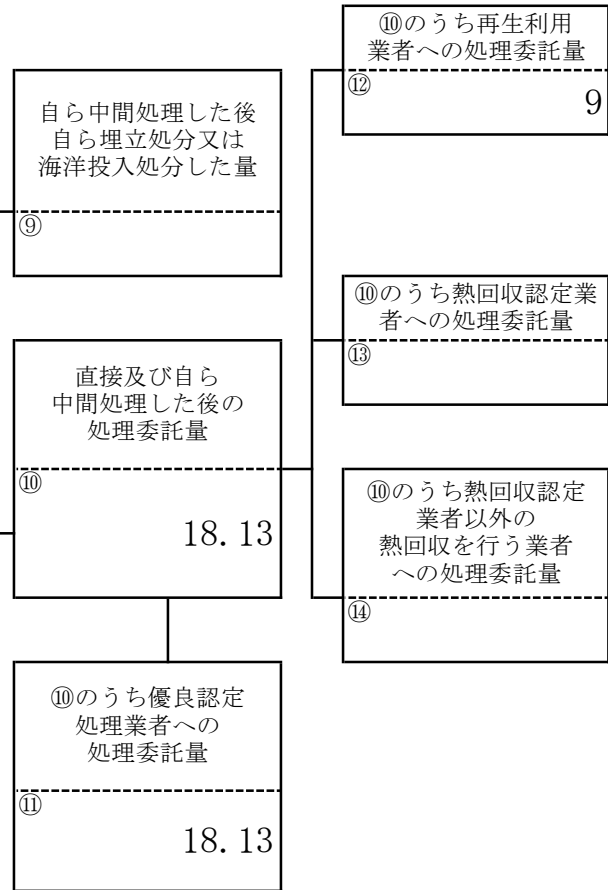 自ら中間処理した後
自ら埋立処分又は
海洋投入処分した量
⑨
直接及び自ら
中間処理した後の
処理委託量
⑩
18.13
⑩のうち優良認定
処理業者への
処理委託量
⑪
18.13
⑩のうち再生利用
業者への処理委託量
⑫
9
⑩のうち熱回収認定業
者への処理委託量
⑬
⑩のうち熱回収認定
業者以外の
熱回収を行う業者
への処理委託量
⑭